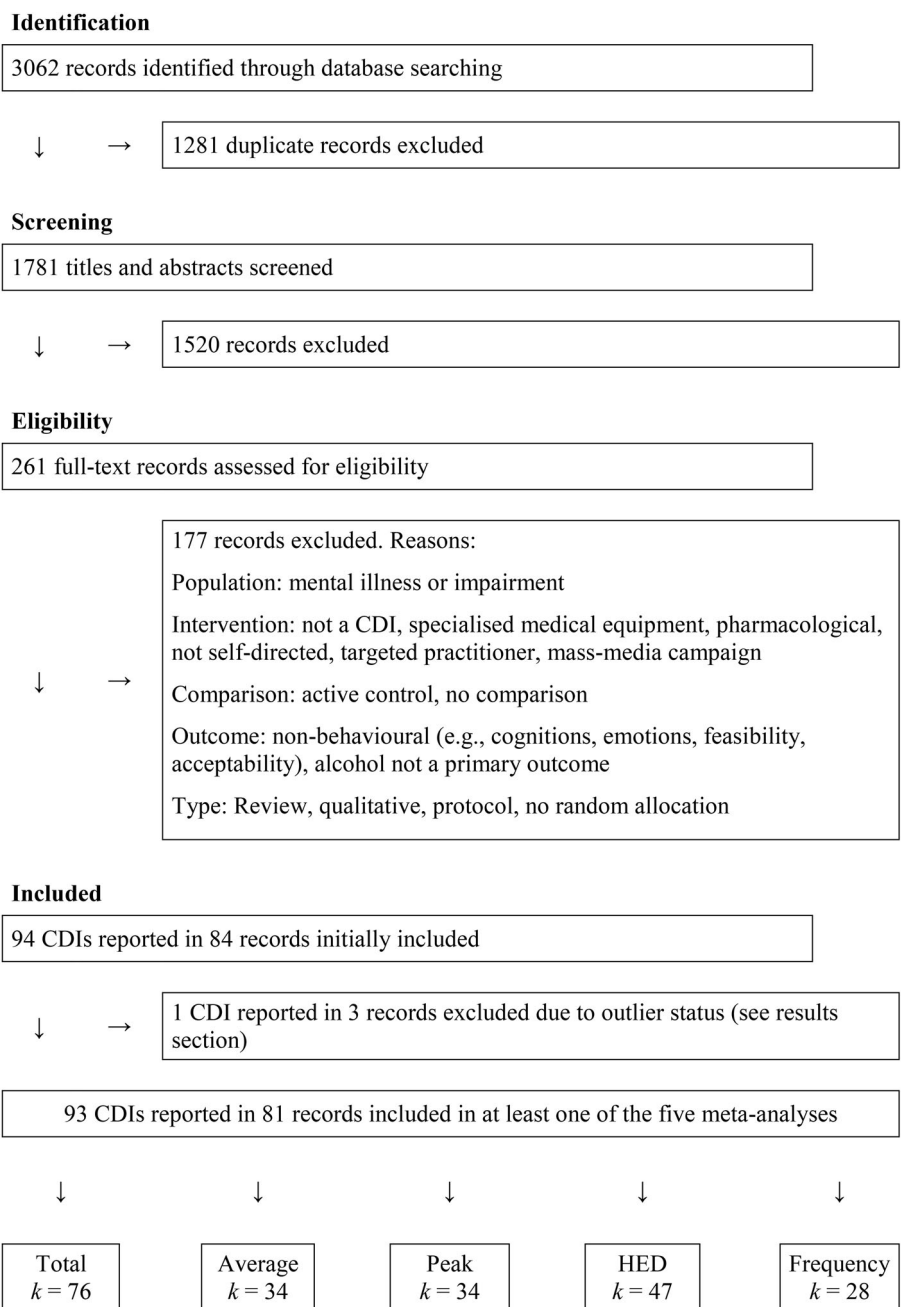 Identification
3062 records identified through database searching
↓ → 1281 duplicate records excluded
Screening
1781 titles and abstracts screened
↓ → 1520 records excluded
Eligibility
261 full-text records assessed for eligibility
177 records excluded. Reasons:
Population: mental illness or impairment
Intervention: not a CDI, specialised medical equipment, pharmacological,
not self-directed, targeted practitioner, mass-media campaign
↓ →
Comparison: active control, no comparison
Outcome: non-behavioural (e.g., cognitions, emotions, feasibility,
acceptability), alcohol not a primary outcome
Type: Review, qualitative, protocol, no random allocation
Included
94 CDIs reported in 84 records initially included
↓ → 1 CDI reported in 3 records excluded due to outlier status (see results
section)
93 CDIs reported in 81 records included in at least one of the five meta-analyses
↓ ↓ ↓ ↓ ↓
Total Average Peak HED Frequency
k = 76 k = 34 k = 34 k = 47 k = 28